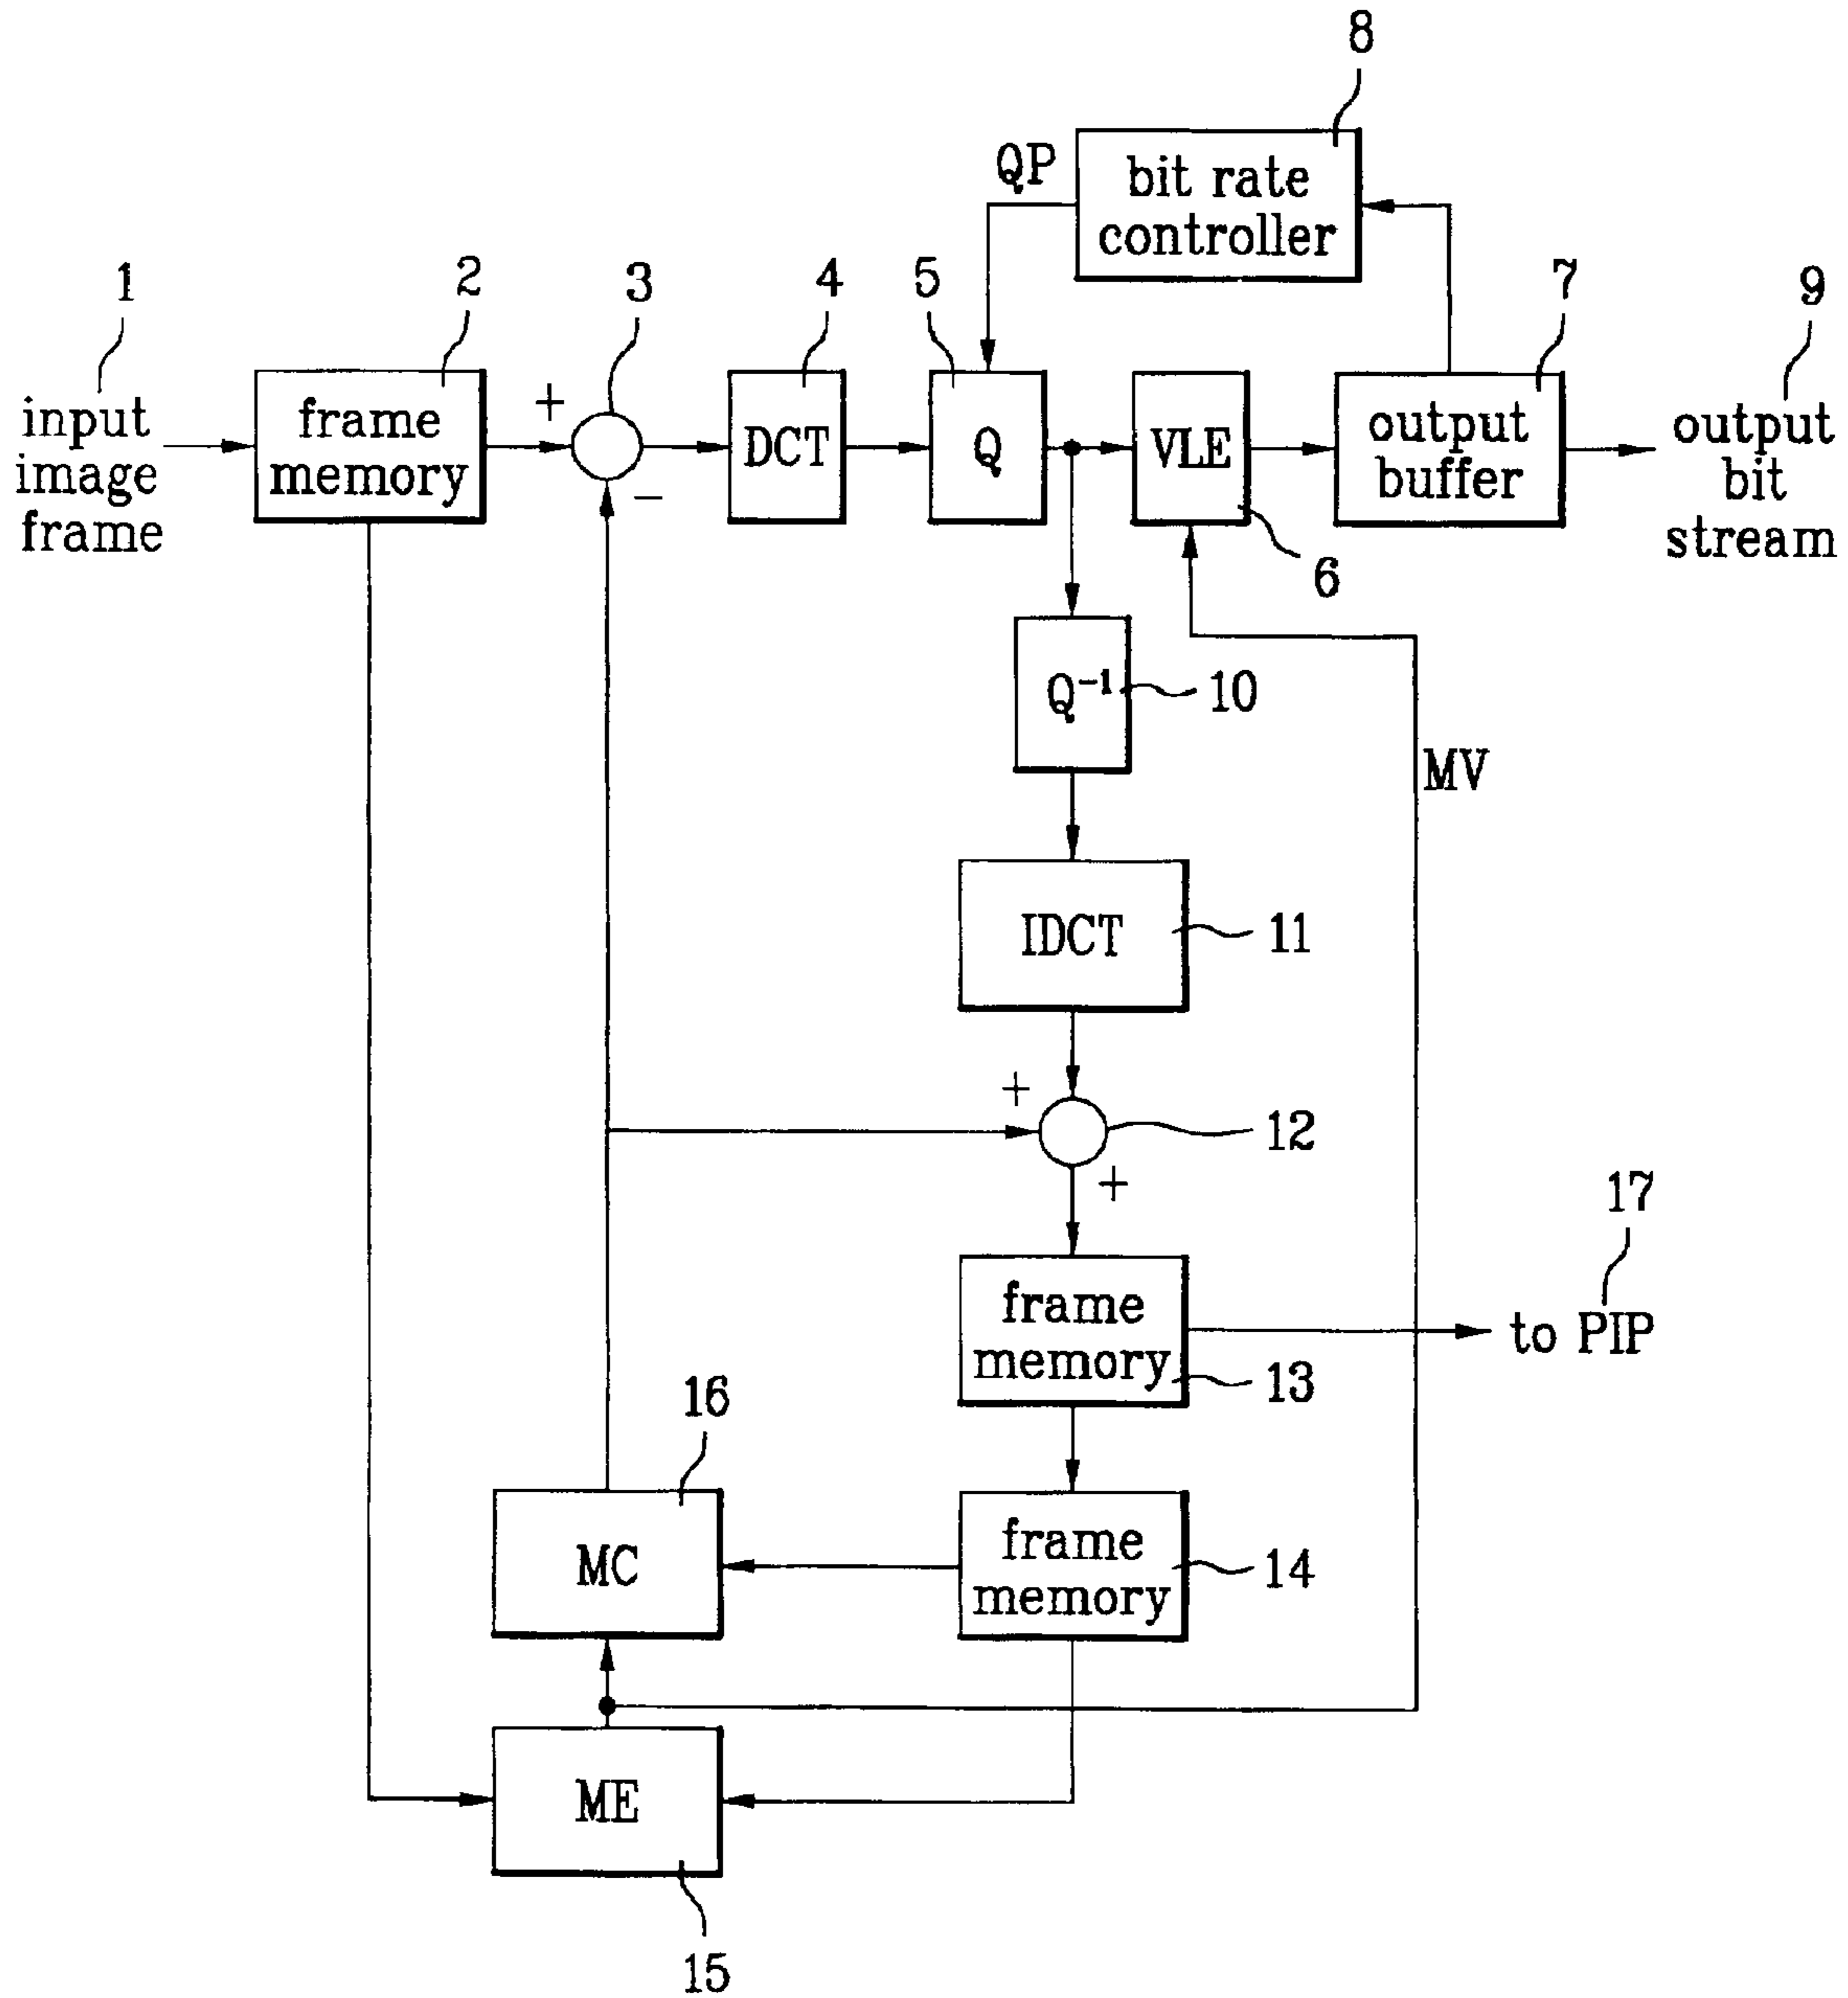 8
QP
bit rate
controller
1
2
3
4
5
7
9
input
image
frame
frame
memory
+
−
DCT
Q
VLE
output
buffer
output
bit
stream
6
Q⁻¹
10
MV
IDCT
11
+
12
+
17
frame
memory
13
to PIP
16
MC
frame
memory
14
ME
15